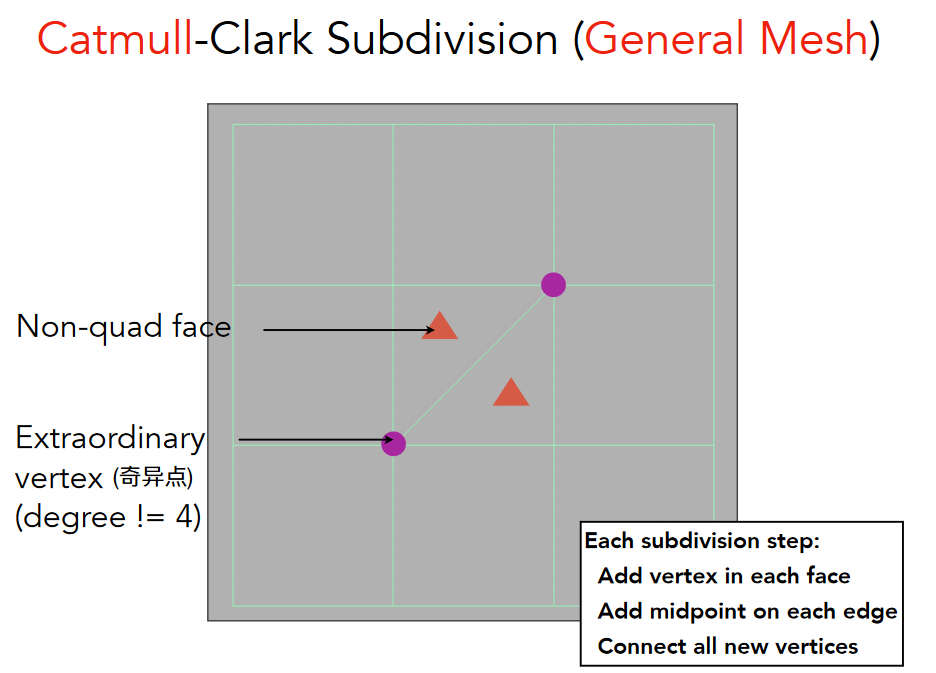 Catmull-Clark Subdivision (General Mesh)
Non-quad face
Extraordinary
vertex (奇异点)
(degree != 4)
Each subdivision step:
Add vertex in each face
Add midpoint on each edge
Connect all new vertices